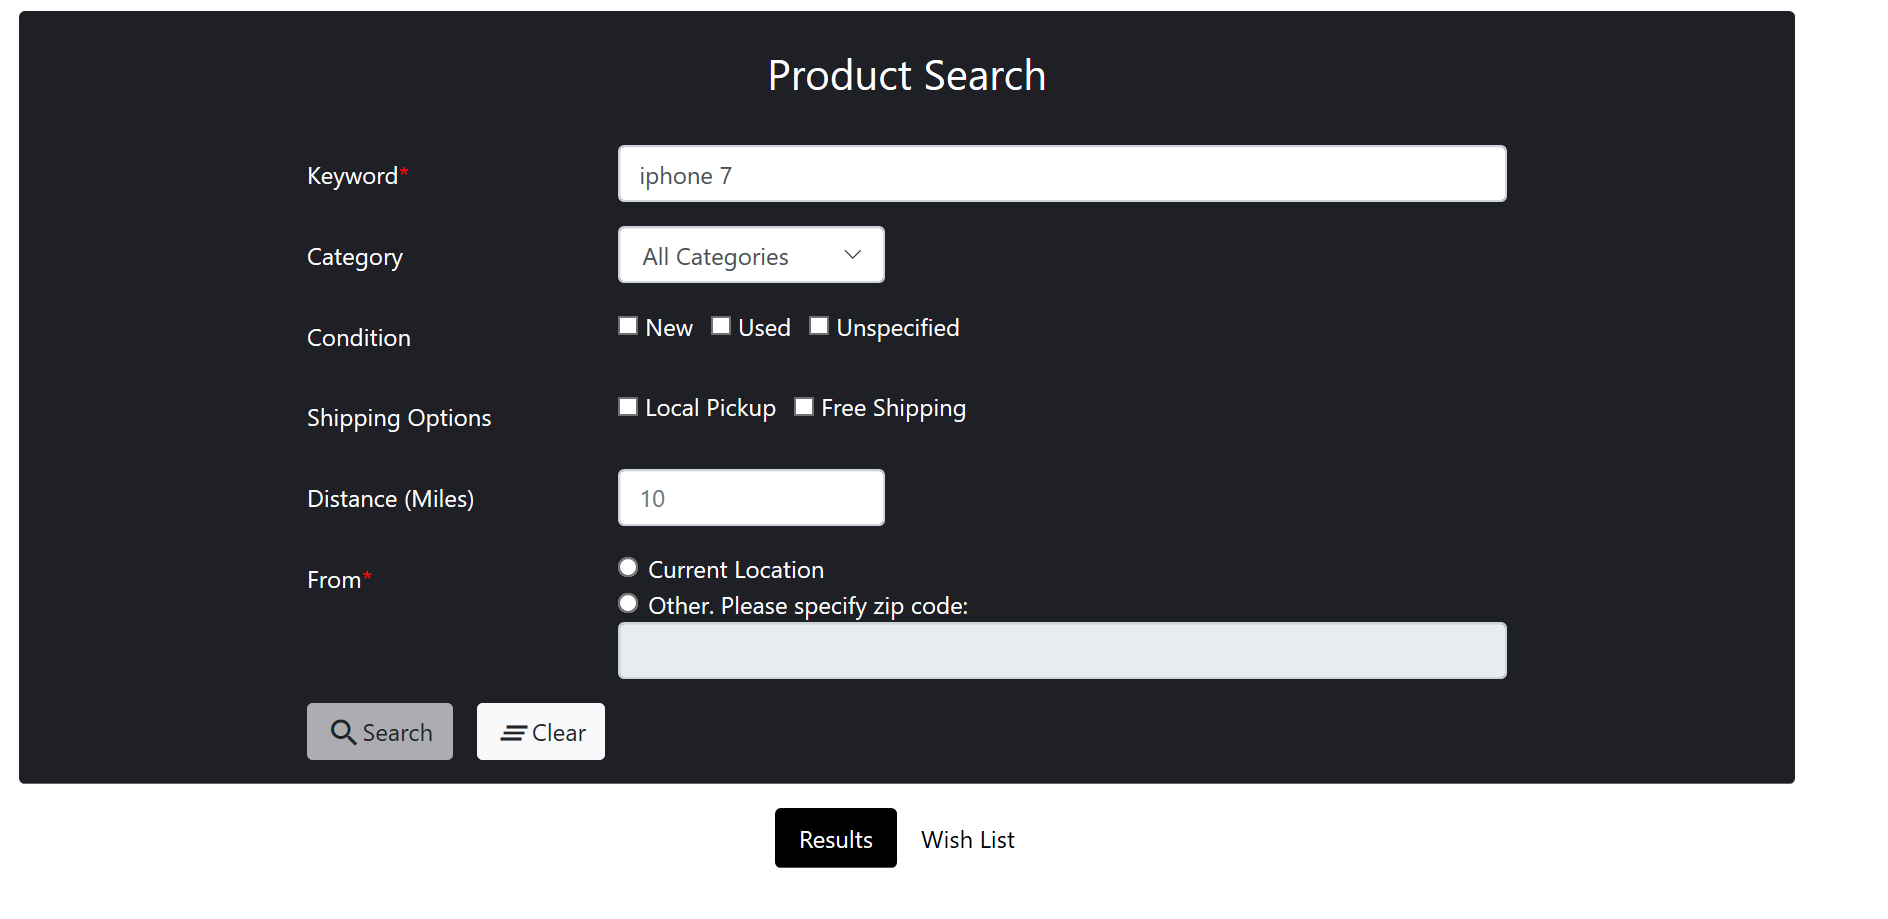 Product Search
Keyword* iphone 7
Category All Categories
Condition New Used Unspecified
Shipping Options Local Pickup Free Shipping
Distance (Miles) 10
From* Current Location
Other. Please specify zip code:
Search Clear
Results Wish List